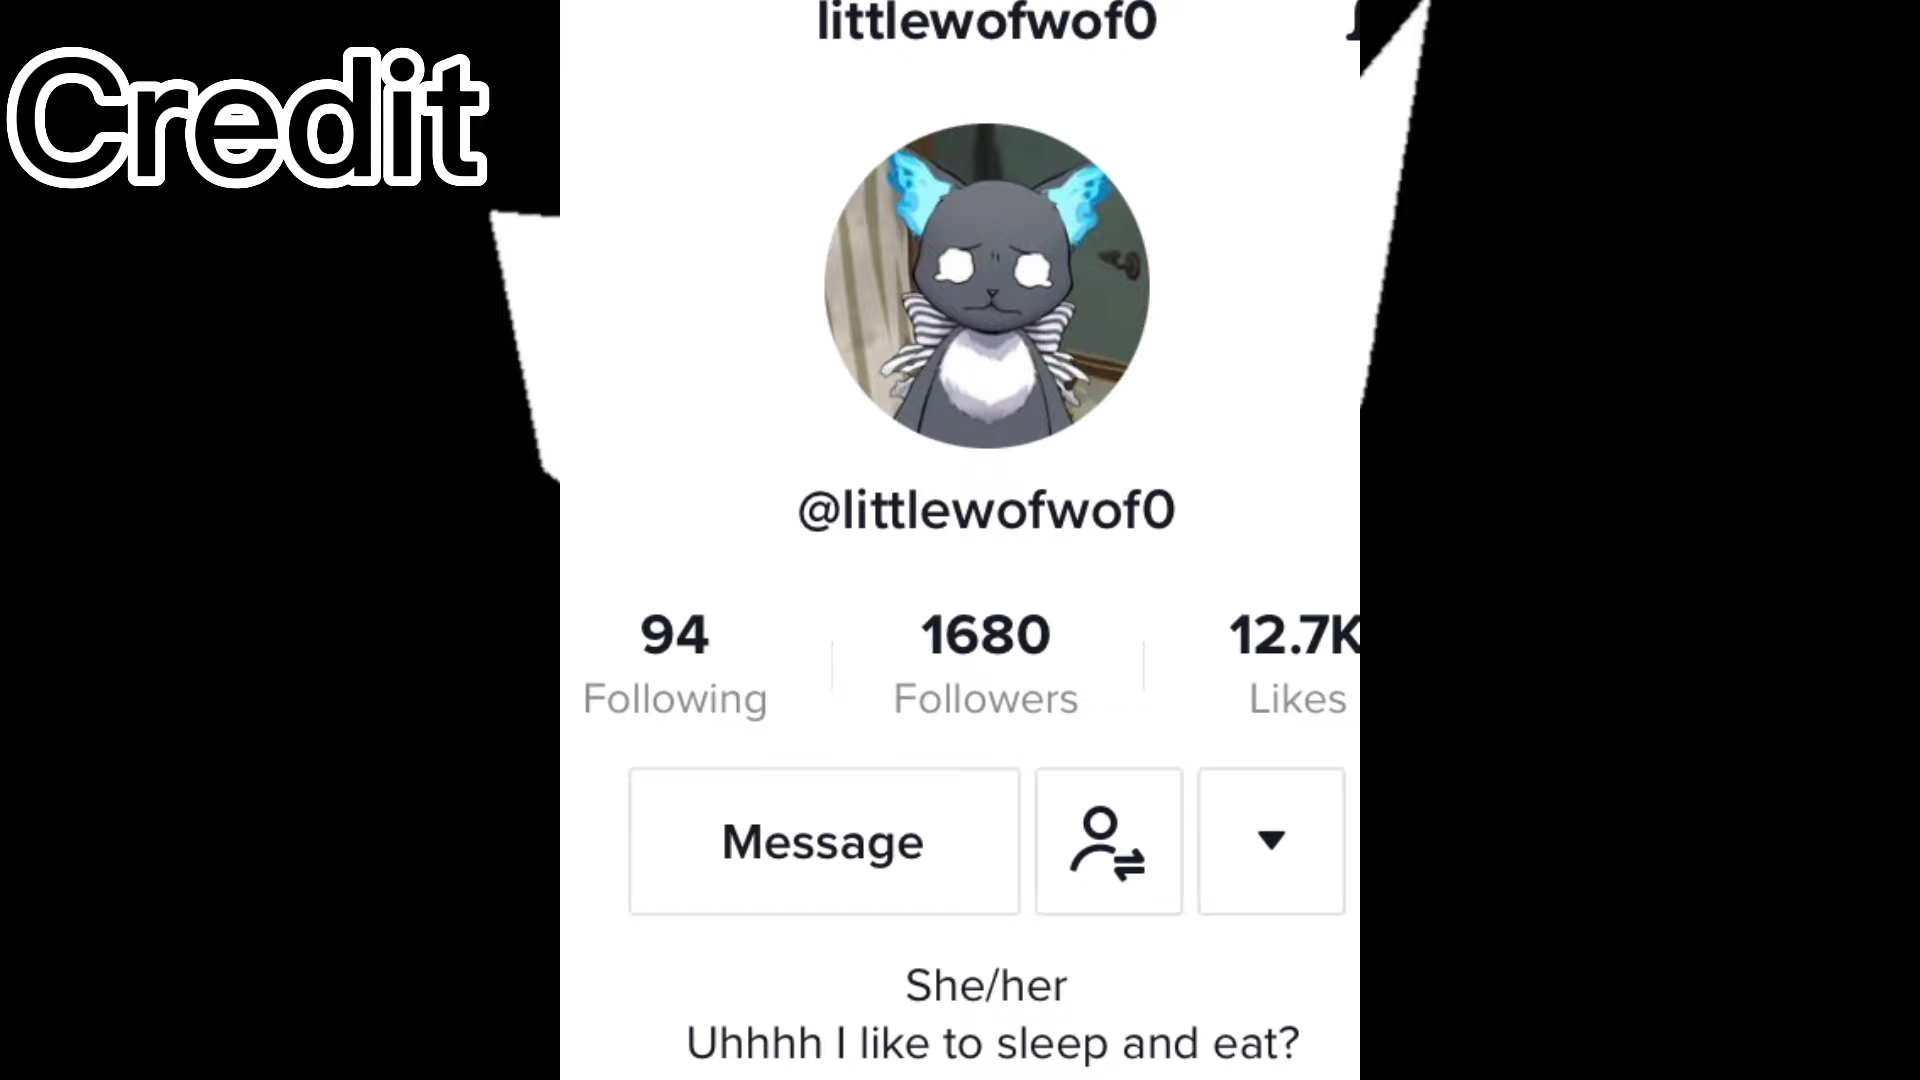 Credit
littlewofwof0
@littlewofwof0
94 1680 12.7K
Following Followers Likes
Message
She/her
Uhhhh I like to sleep and eat?